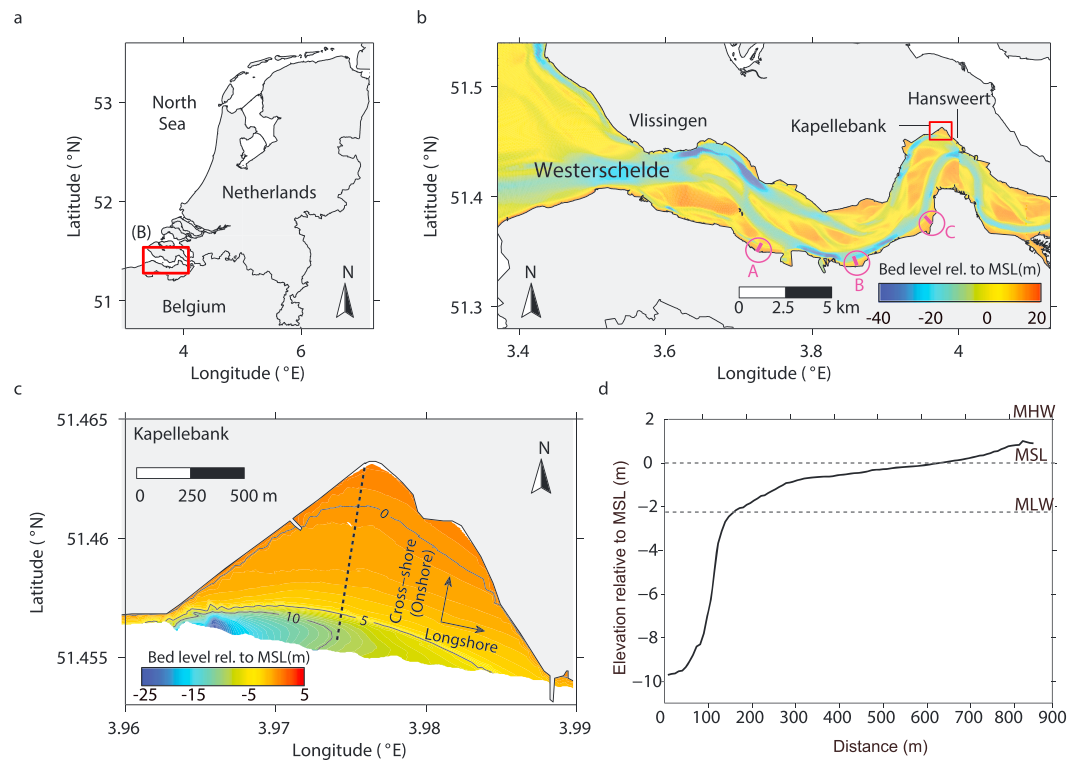 a
53
52
51
Latitude (°N)
North
Sea
Netherlands
(B)
Belgium
N
4
6
Longitude (°E)
b
51.5
51.4
51.3
Latitude (°N)
Hansweert
Vlissingen
Kapellebank
Westerschelde
A
B
C
N
0
2.5
5 km
Bed level rel. to MSL(m)
-40
-20
0
20
3.4
3.6
3.8
4
Longitude (°E)
c
51.465
51.46
51.455
Latitude (°N)
Kapellebank
0
250
500 m
N
0
5
10
Cross-shore
(Onshore)
Longshore
Bed level rel. to MSL(m)
-25
-15
-5
5
3.96
3.97
3.98
3.99
Longitude (°E)
d
2
0
−2
−4
−6
−8
−10
Elevation relative to MSL (m)
MHW
MSL
MLW
0
100
200
300
400
500
600
700
800
900
Distance (m)